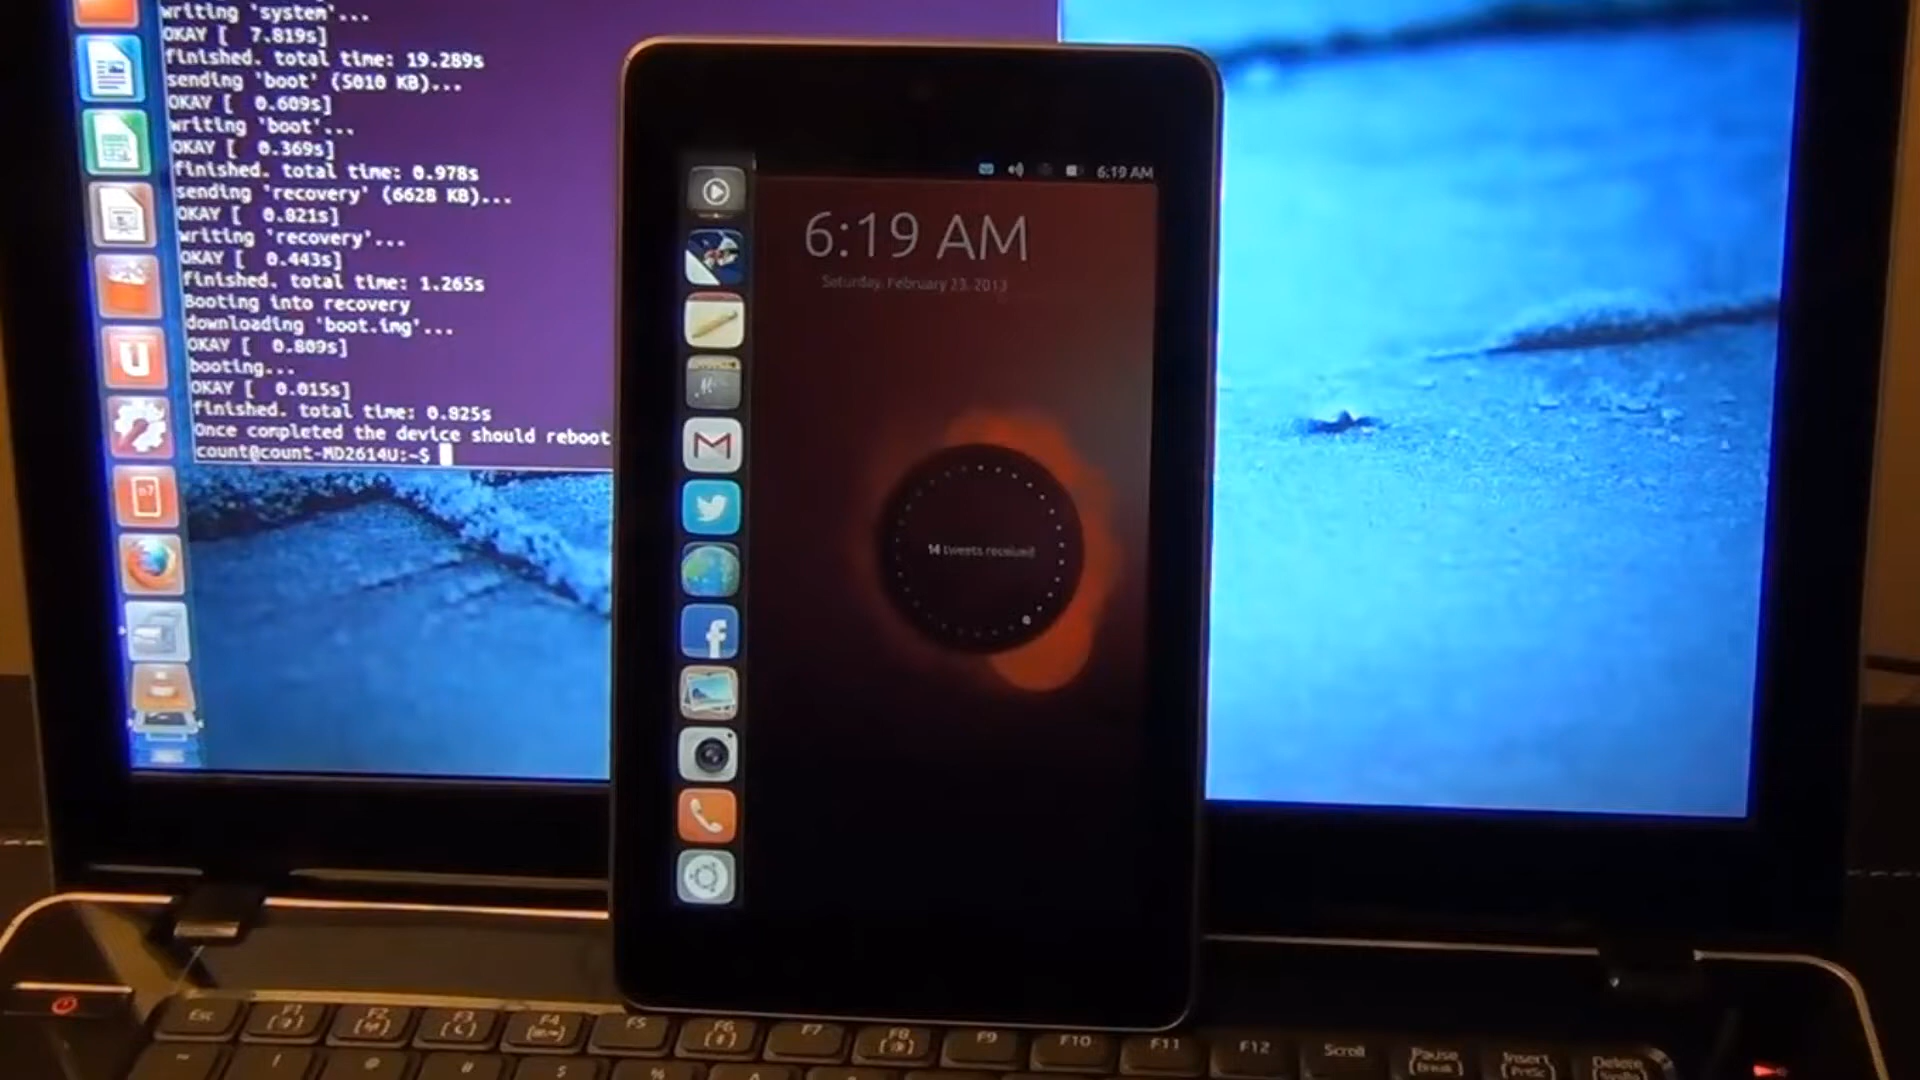 writing 'system'...
OKAY [  7.819s]
finished. total time: 19.289s
sending 'boot' (5010 KB)...
OKAY [  0.609s]
writing 'boot'...
OKAY [  0.369s]
finished. total time: 0.978s
sending 'recovery' (6628 KB)...
OKAY [  0.821s]
writing 'recovery'...
OKAY [  0.443s]
finished. total time: 1.265s
Booting into recovery
downloading 'boot.img'...
OKAY [  0.809s]
booting...
OKAY [  0.015s]
finished. total time: 0.825s
Once completed the device should reboot
count@count-MD2614U:~$
6:19 AM
6:19 AM
Saturday, February 23, 2013
14 tweets received
Esc F1 F2 F3 F4 F5 F6 F7 F8 F9 F10 F11 F12 Scroll Pause Insert Delete
Break PrtSc SysRq
~ ! @ # $ % ^